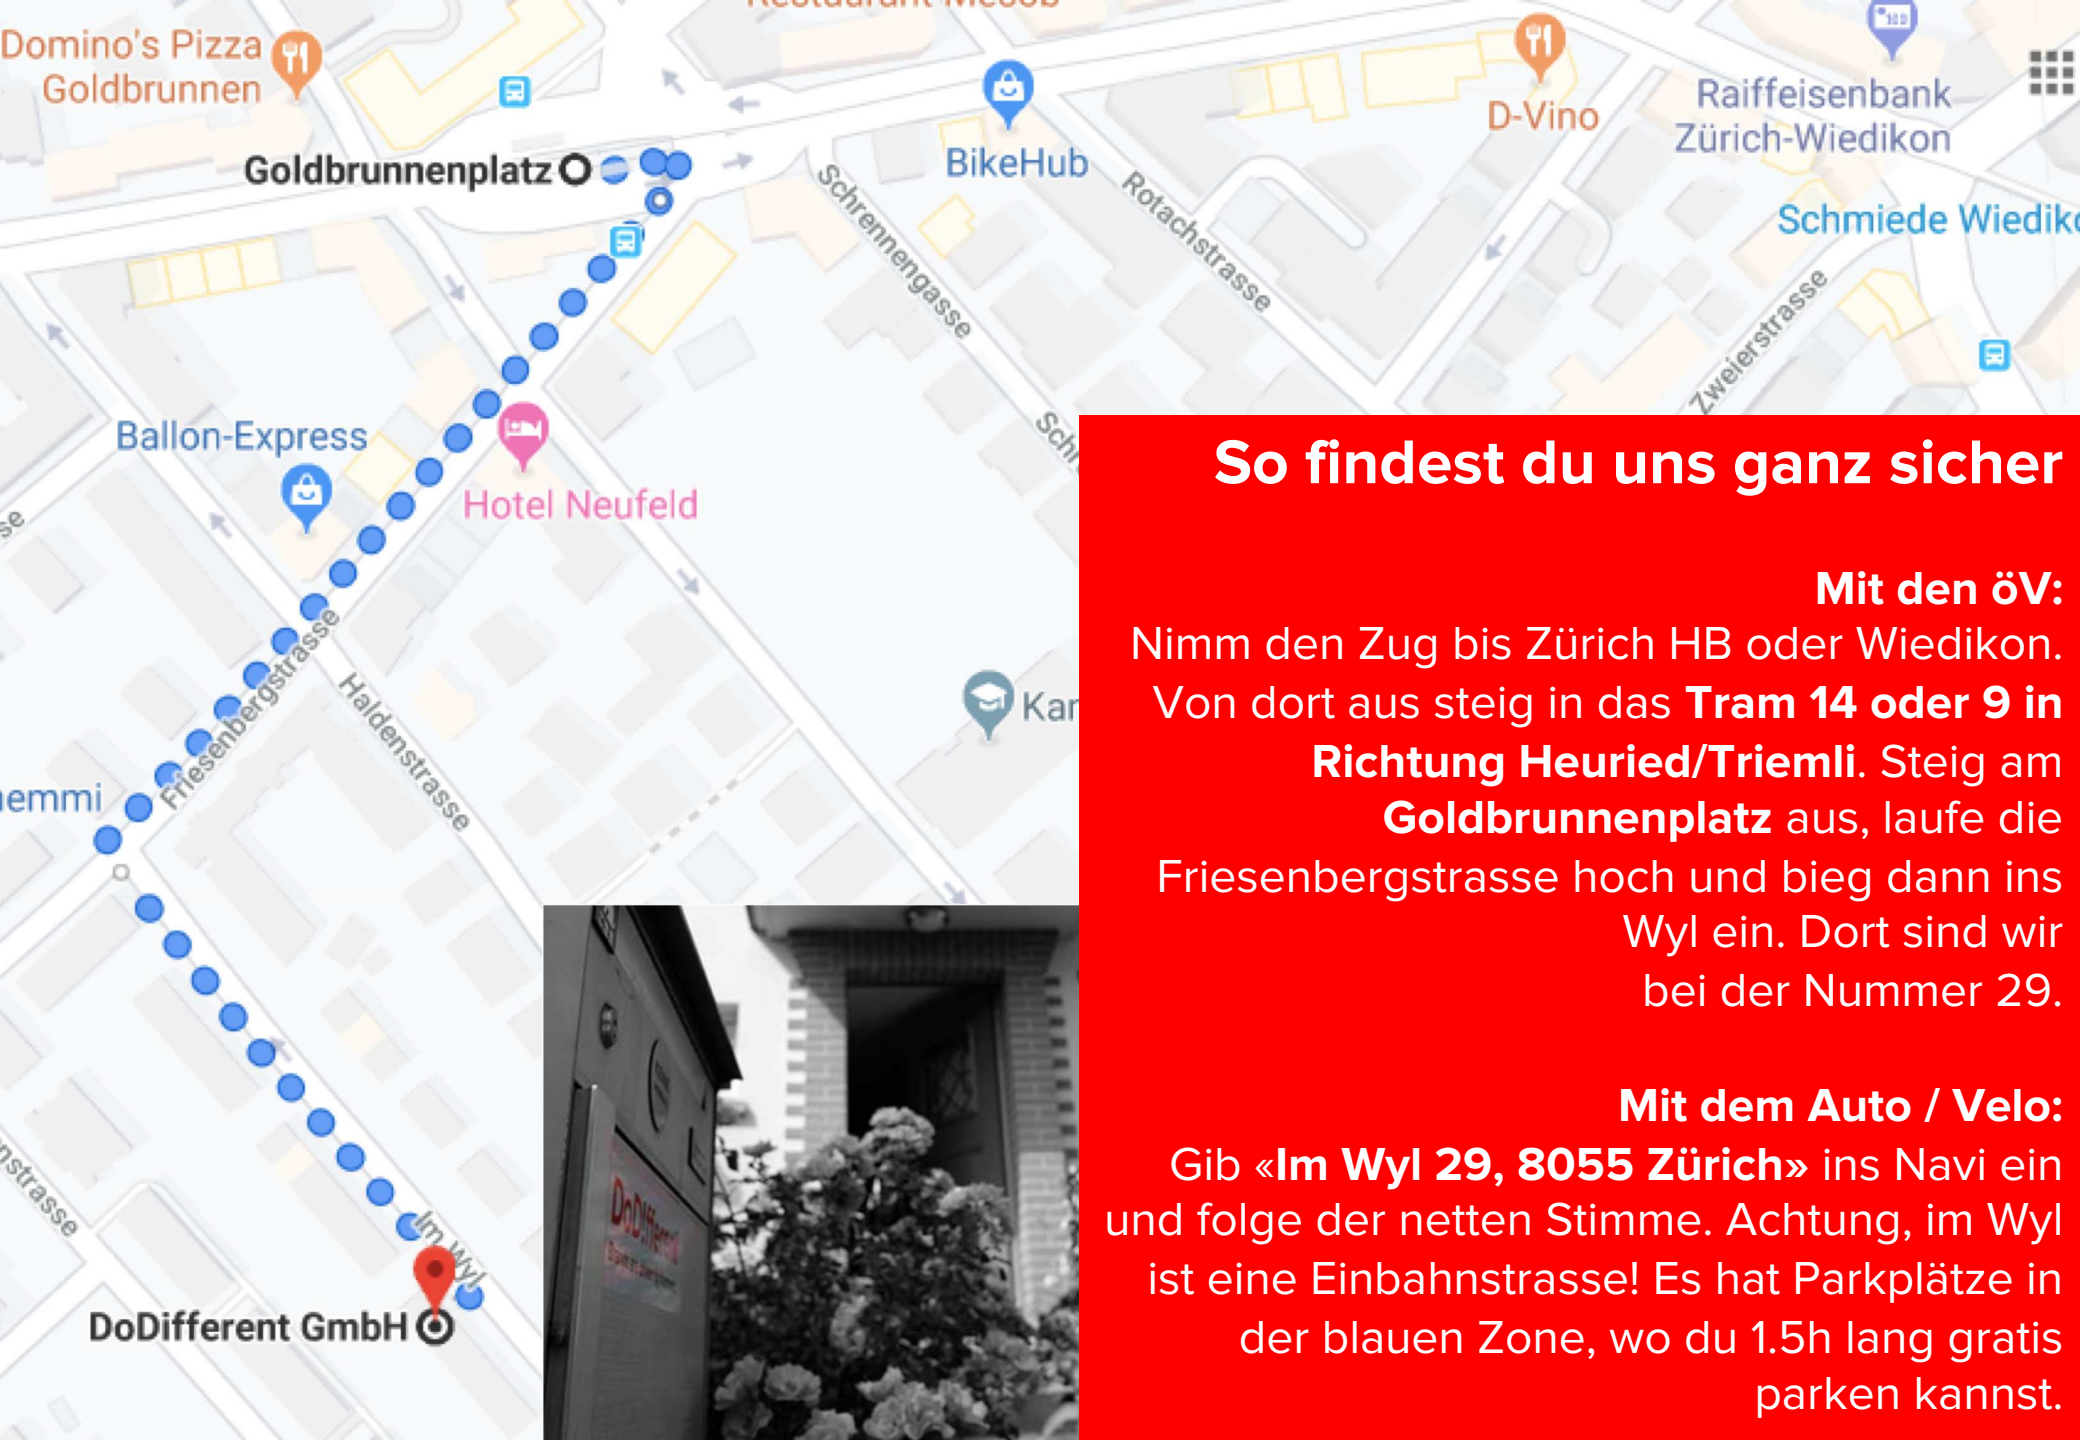 Domino's Pizza
Goldbrunnen
Goldbrunnenplatz
BikeHub
D-Vino
Raiffeisenbank
Zürich-Wiedikon
Schrennengasse
Rotachstrasse
Schmiede
Zweierstrasse
Ballon-Express
Hotel Neufeld
Friesenbergstrasse
Haldenstrasse
Im Wyl
DoDifferent GmbH
DoDifferent
So findest du uns ganz sicher
Mit den öV:
Nimm den Zug bis Zürich HB oder Wiedikon.
Von dort aus steig in das Tram 14 oder 9 in
Richtung Heuried/Triemli. Steig am
Goldbrunnenplatz aus, laufe die
Friesenbergstrasse hoch und bieg dann ins
Wyl ein. Dort sind wir
bei der Nummer 29.
Mit dem Auto / Velo:
Gib «Im Wyl 29, 8055 Zürich» ins Navi ein
und folge der netten Stimme. Achtung, im Wyl
ist eine Einbahnstrasse! Es hat Parkplätze in
der blauen Zone, wo du 1.5h lang gratis
parken kannst.